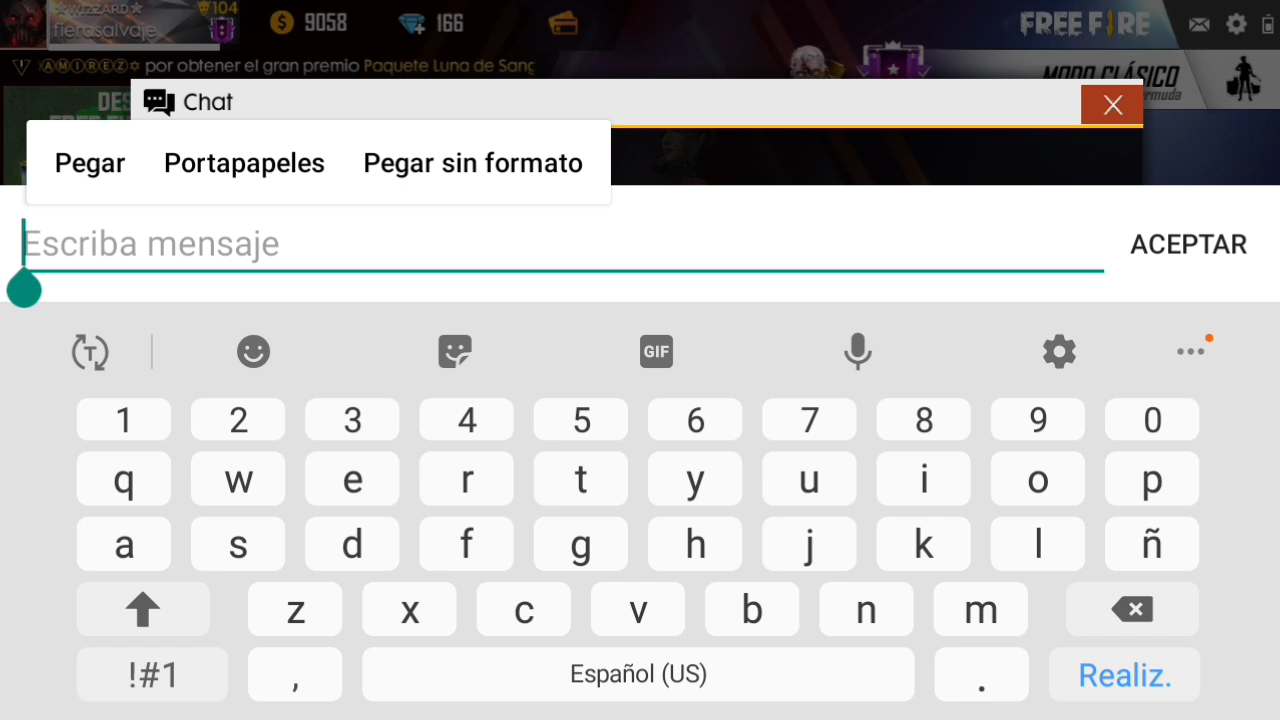 ★WIZZARD★ 104
fierasalvaje
9058
166
FREE FIRE
por obtener el gran premio Paquete Luna de Sang
MODO CLÁSICO
DES
Chat
Pegar Portapapeles Pegar sin formato
Escriba mensaje
ACEPTAR
GIF
1 2 3 4 5 6 7 8 9 0
q w e r t y u i o p
a s d f g h j k l ñ
z x c v b n m
!#1 , Español (US) . Realiz.